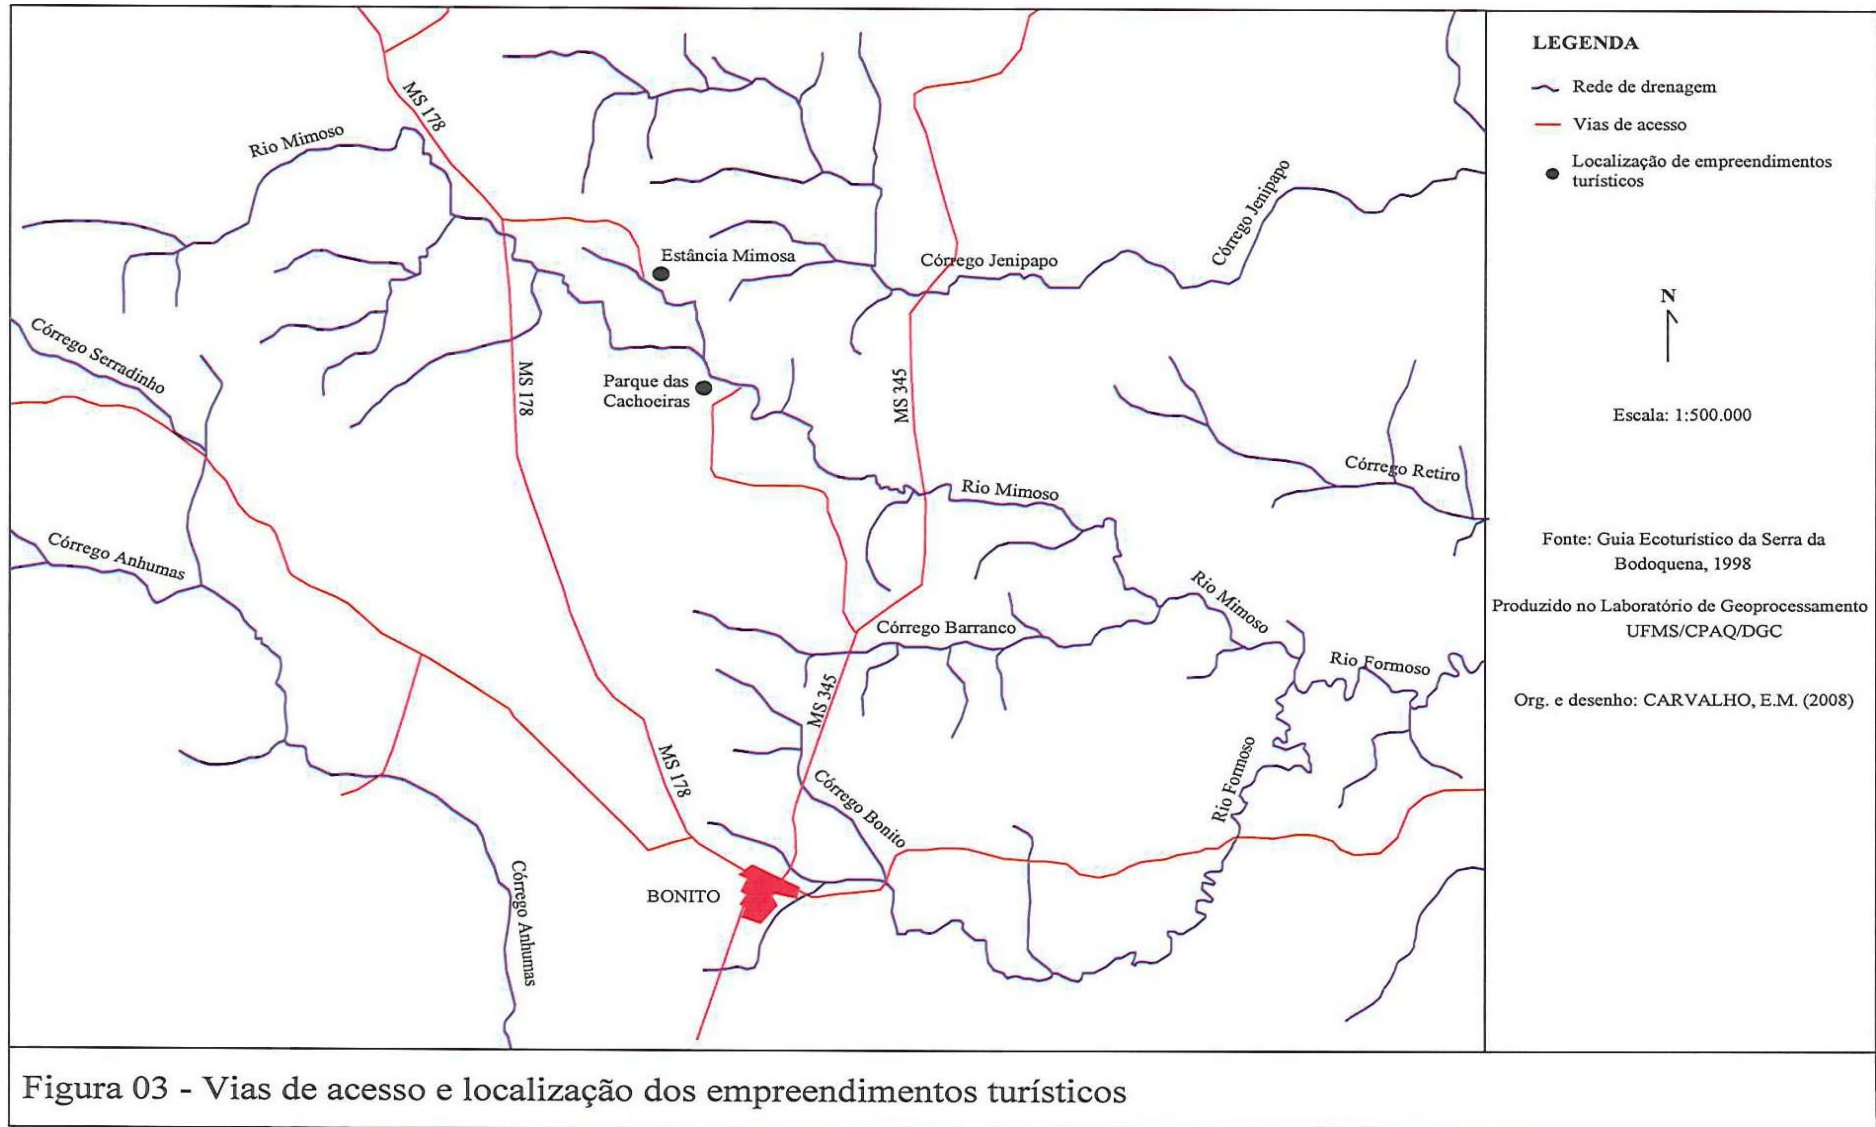 MS 178
Rio Mimoso
Estância Mimosa
Córrego Jenipapo
Córrego Jenipapo
Córrego Serradinho
MS 178
Parque das
Cachoeiras
MS 345
Rio Mimoso
Córrego Retiro
Córrego Anhumas
Rio Mimoso
Córrego Barranco
Rio Formoso
MS 345
MS 178
Córrego Bonito
Rio Formoso
BONITO
Córrego Anhumas
LEGENDA
Rede de drenagem
Vias de acesso
Localização de empreendimentos
turísticos
N
Escala: 1:500.000
Fonte: Guia Ecoturístico da Serra da
Bodoquena, 1998
Produzido no Laboratório de Geoprocessamento
UFMS/CPAQ/DGC
Org. e desenho: CARVALHO, E.M. (2008)
Figura 03 - Vias de acesso e localização dos empreendimentos turísticos